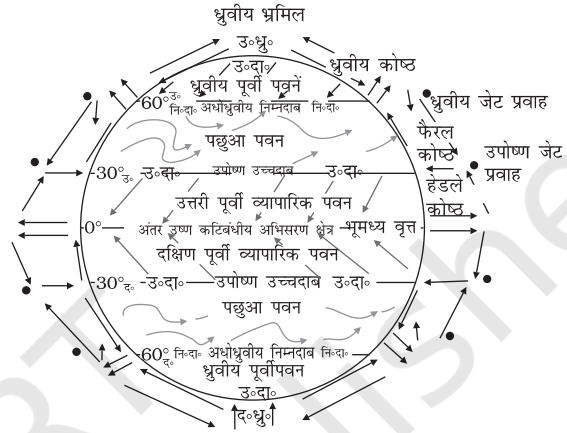 ध्रुवीय भ्रमिल
उ॰ध्रु॰
उ॰दा॰
ध्रुवीय कोष्ठ
ध्रुवीय पूर्वी पवनें
60°उ॰ नि॰दा॰ अधोध्रुवीय निम्नदाब नि॰दा॰
ध्रुवीय जेट प्रवाह
पछुआ पवन
फैरल कोष्ठ
उपोष्ण जेट प्रवाह
30°उ॰ उ॰दा॰ उपोष्ण उच्चदाब उ॰दा॰
हेडले कोष्ठ
उत्तरी पूर्वी व्यापारिक पवन
0° अंतर उष्ण कटिबंधीय अभिसरण क्षेत्र भूमध्य वृत्त
दक्षिण पूर्वी व्यापारिक पवन
30°द॰ उ॰दा॰ उपोष्ण उच्चदाब उ॰दा॰
पछुआ पवन
60°द॰ नि॰दा॰ अधोध्रुवीय निम्नदाब नि॰दा॰
ध्रुवीय पूर्वीपवन
उ॰दा॰
द॰ध्रु॰